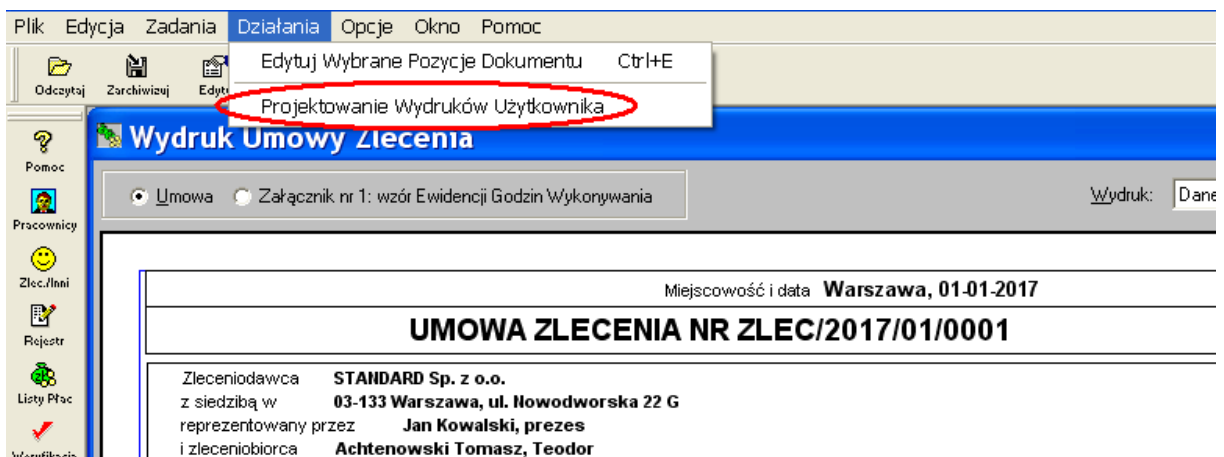 Plik Edycja Zadania Działania Opcje Okno Pomoc
Edytuj Wybrane Pozycje Dokumentu Ctrl+E
Projektowanie Wydruków Użytkownika
Odczytaj Zarchiwizuj
Wydruk Umowy Zlecenia
Pomoc
Umowa Załącznik nr 1: wzór Ewidencji Godzin Wykonywania Wydruk: Dane
Pracownicy
Zlec./Inni
Rejestr
Listy Płac
Miejscowość i data Warszawa, 01-01-2017
UMOWA ZLECENIA NR ZLEC/2017/01/0001
Zleceniodawca STANDARD Sp. z o.o.
z siedzibą w 03-133 Warszawa, ul. Nowodworska 22 G
reprezentowany przez Jan Kowalski, prezes
i zleceniobiorca Achtenowski Tomasz, Teodor